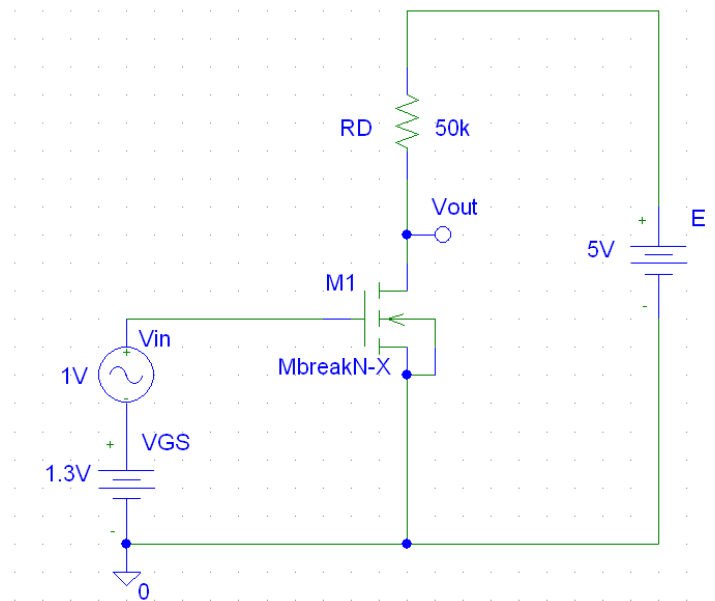 RD 50k
Vout
E
+
5V
-
M1
Vin
+
1V
-
MbreakN-X
+
VGS
1.3V
-
0